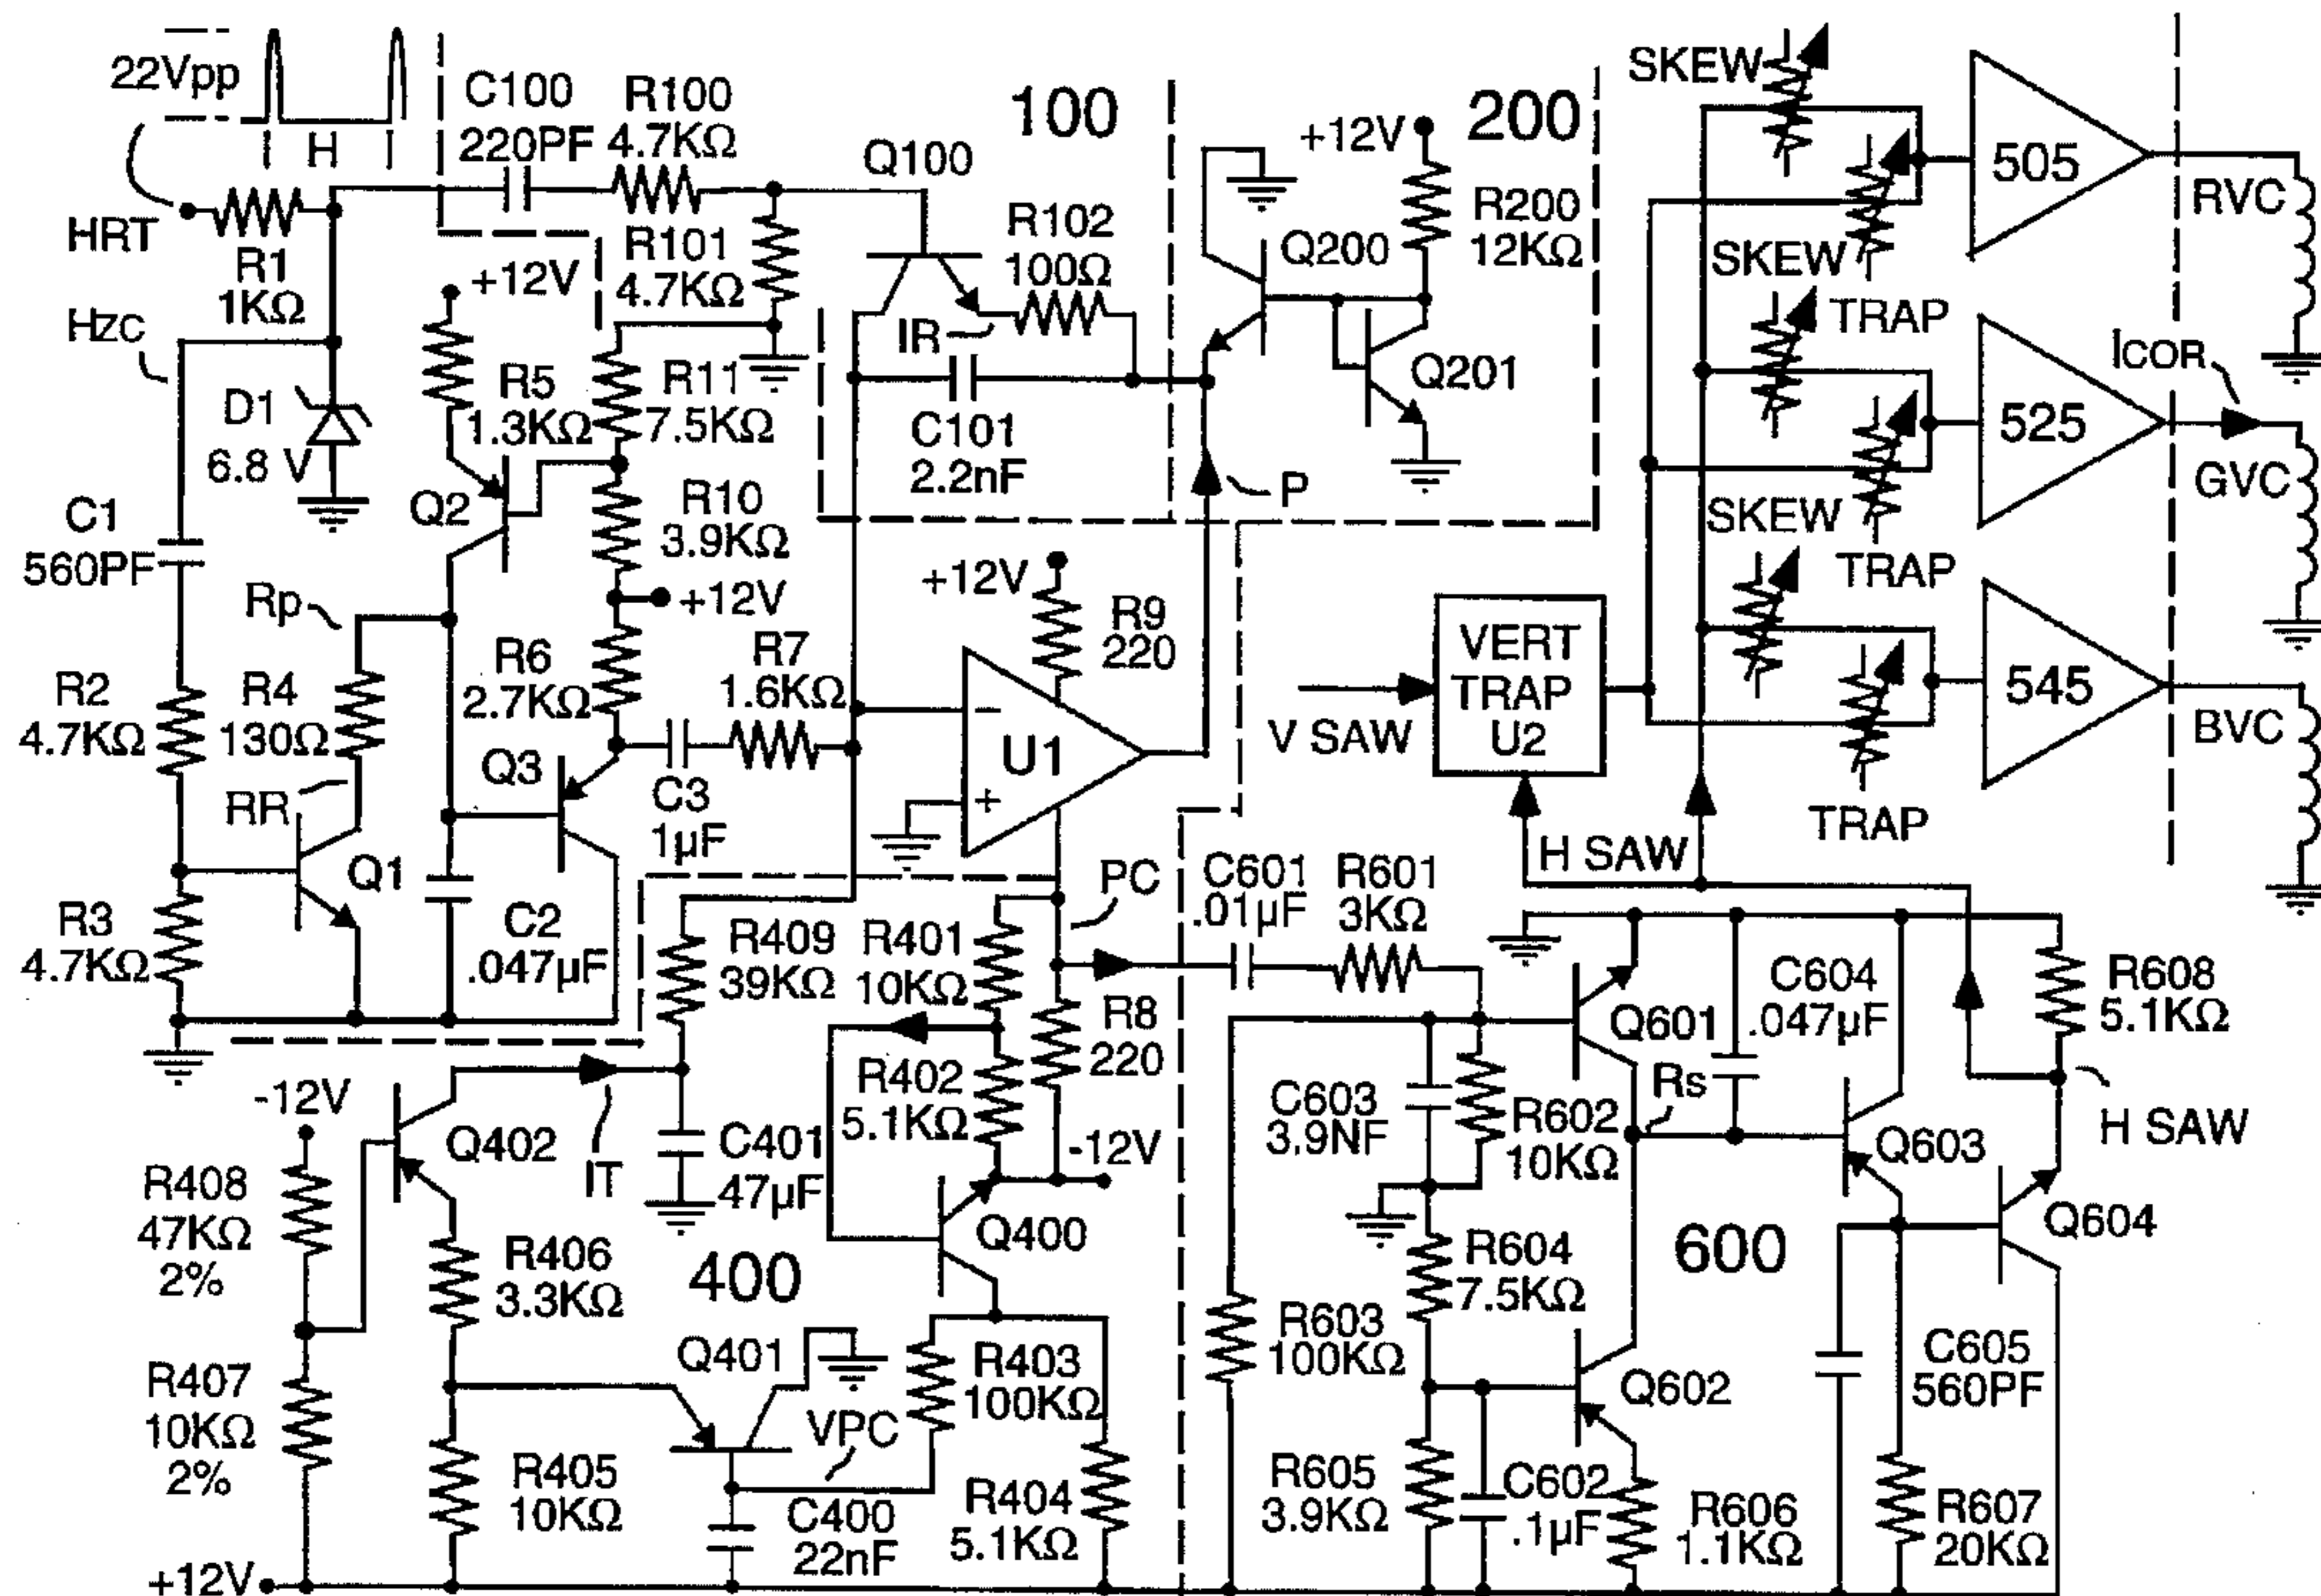 22Vpp
H
HRT
R1
1KΩ
C100
220PF
R100
4.7KΩ
100
Q100
R101
4.7KΩ
R102
100Ω
IR
C101
2.2nF
200
+12V
Q200
R200
12KΩ
Q201
P
SKEW
TRAP
505
RVC
SKEW
TRAP
525
ICOR
GVC
SKEW
TRAP
545
BVC
HZC
D1
6.8 V
+12V
R5
1.3KΩ
R11
7.5KΩ
Q2
R10
3.9KΩ
C1
560PF
Rp
+12V
R2
4.7KΩ
R4
130Ω
R6
2.7KΩ
R7
1.6KΩ
+12V
R9
220
VERT
TRAP
U2
V SAW
H SAW
RR
Q3
C3
1µF
U1
−
+
Q1
R3
4.7KΩ
C2
.047µF
R409
39KΩ
R401
10KΩ
PC
C601
.01µF
R601
3KΩ
R8
220
R402
5.1KΩ
Q601
C604
.047µF
R608
5.1KΩ
-12V
Q402
IT
C401
47µF
-12V
Q400
C603
3.9NF
R602
10KΩ
Rs
Q603
H SAW
Q604
R408
47KΩ
2%
R406
3.3KΩ
400
R604
7.5KΩ
600
R407
10KΩ
2%
Q401
VPC
R403
100KΩ
R603
100KΩ
Q602
C605
560PF
R405
10KΩ
C400
22nF
R404
5.1KΩ
R605
3.9KΩ
C602
.1µF
R606
1.1KΩ
R607
20KΩ
+12V